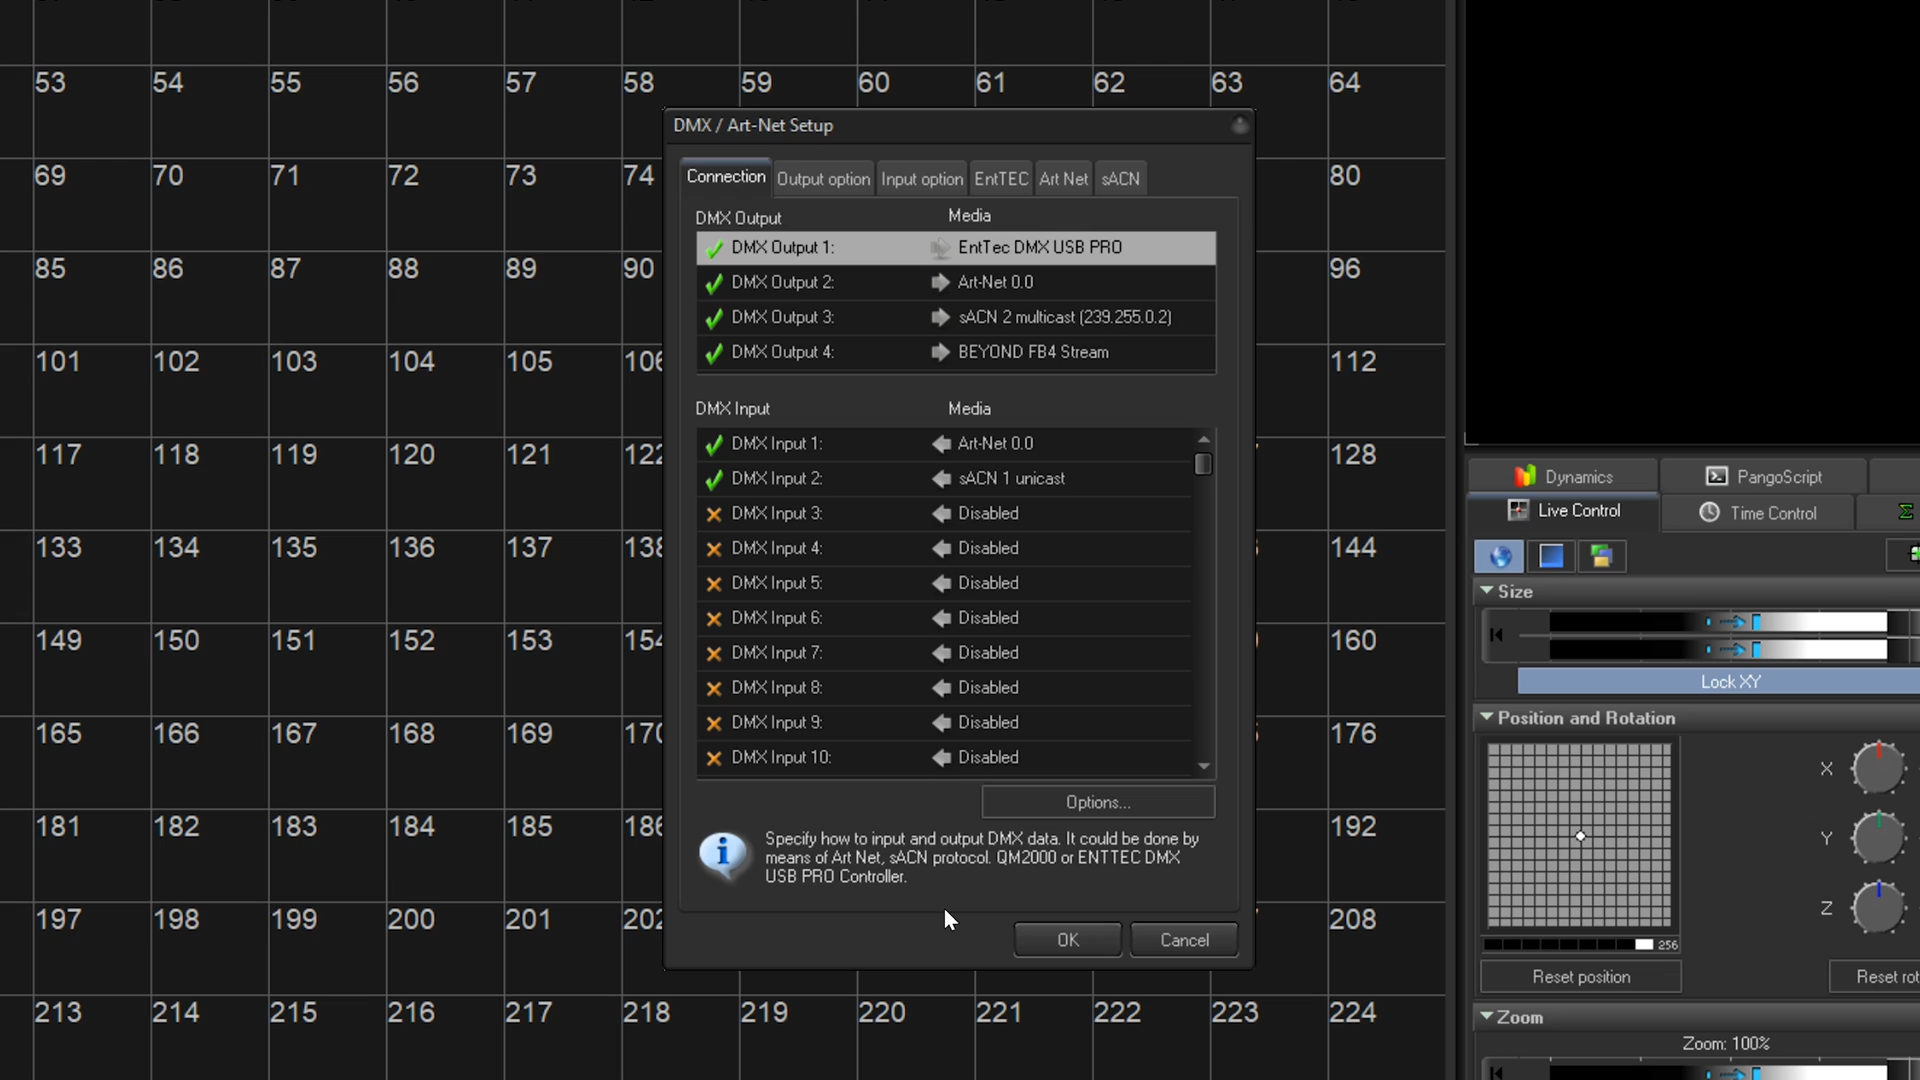 53 54 55 56 57 58 59 60 61 62 63 64
DMX / Art-Net Setup
69 70 71 72 73 74 80
Connection Output option Input option EntTEC Art Net sACN
DMX Output Media
DMX Output 1: EntTec DMX USB PRO
85 86 87 88 89 90 96
DMX Output 2: Art-Net 0.0
DMX Output 3: sACN 2 multicast (239.255.0.2)
DMX Output 4: BEYOND FB4 Stream
101 102 103 104 105 106 112
DMX Input Media
DMX Input 1: Art-Net 0.0
117 118 119 120 121 122 128
DMX Input 2: sACN 1 unicast
DMX Input 3: Disabled
133 134 135 136 137 138 144
DMX Input 4: Disabled
DMX Input 5: Disabled
DMX Input 6: Disabled
149 150 151 152 153 154 160
DMX Input 7: Disabled
DMX Input 8: Disabled
DMX Input 9: Disabled
165 166 167 168 169 170 176
DMX Input 10: Disabled
Options...
181 182 183 184 185 186 192
Specify how to input and output DMX data. It could be done by
means of Art Net, sACN protocol. QM2000 or ENTTEC DMX
USB PRO Controller.
197 198 199 200 201 202 208
OK Cancel
213 214 215 216 217 218 219 220 221 222 223 224
Dynamics PangoScript
Live Control Time Control Σ
Size
Lock XY
Position and Rotation
X
Y
Z
256
Reset position Reset rot
Zoom
Zoom: 100%